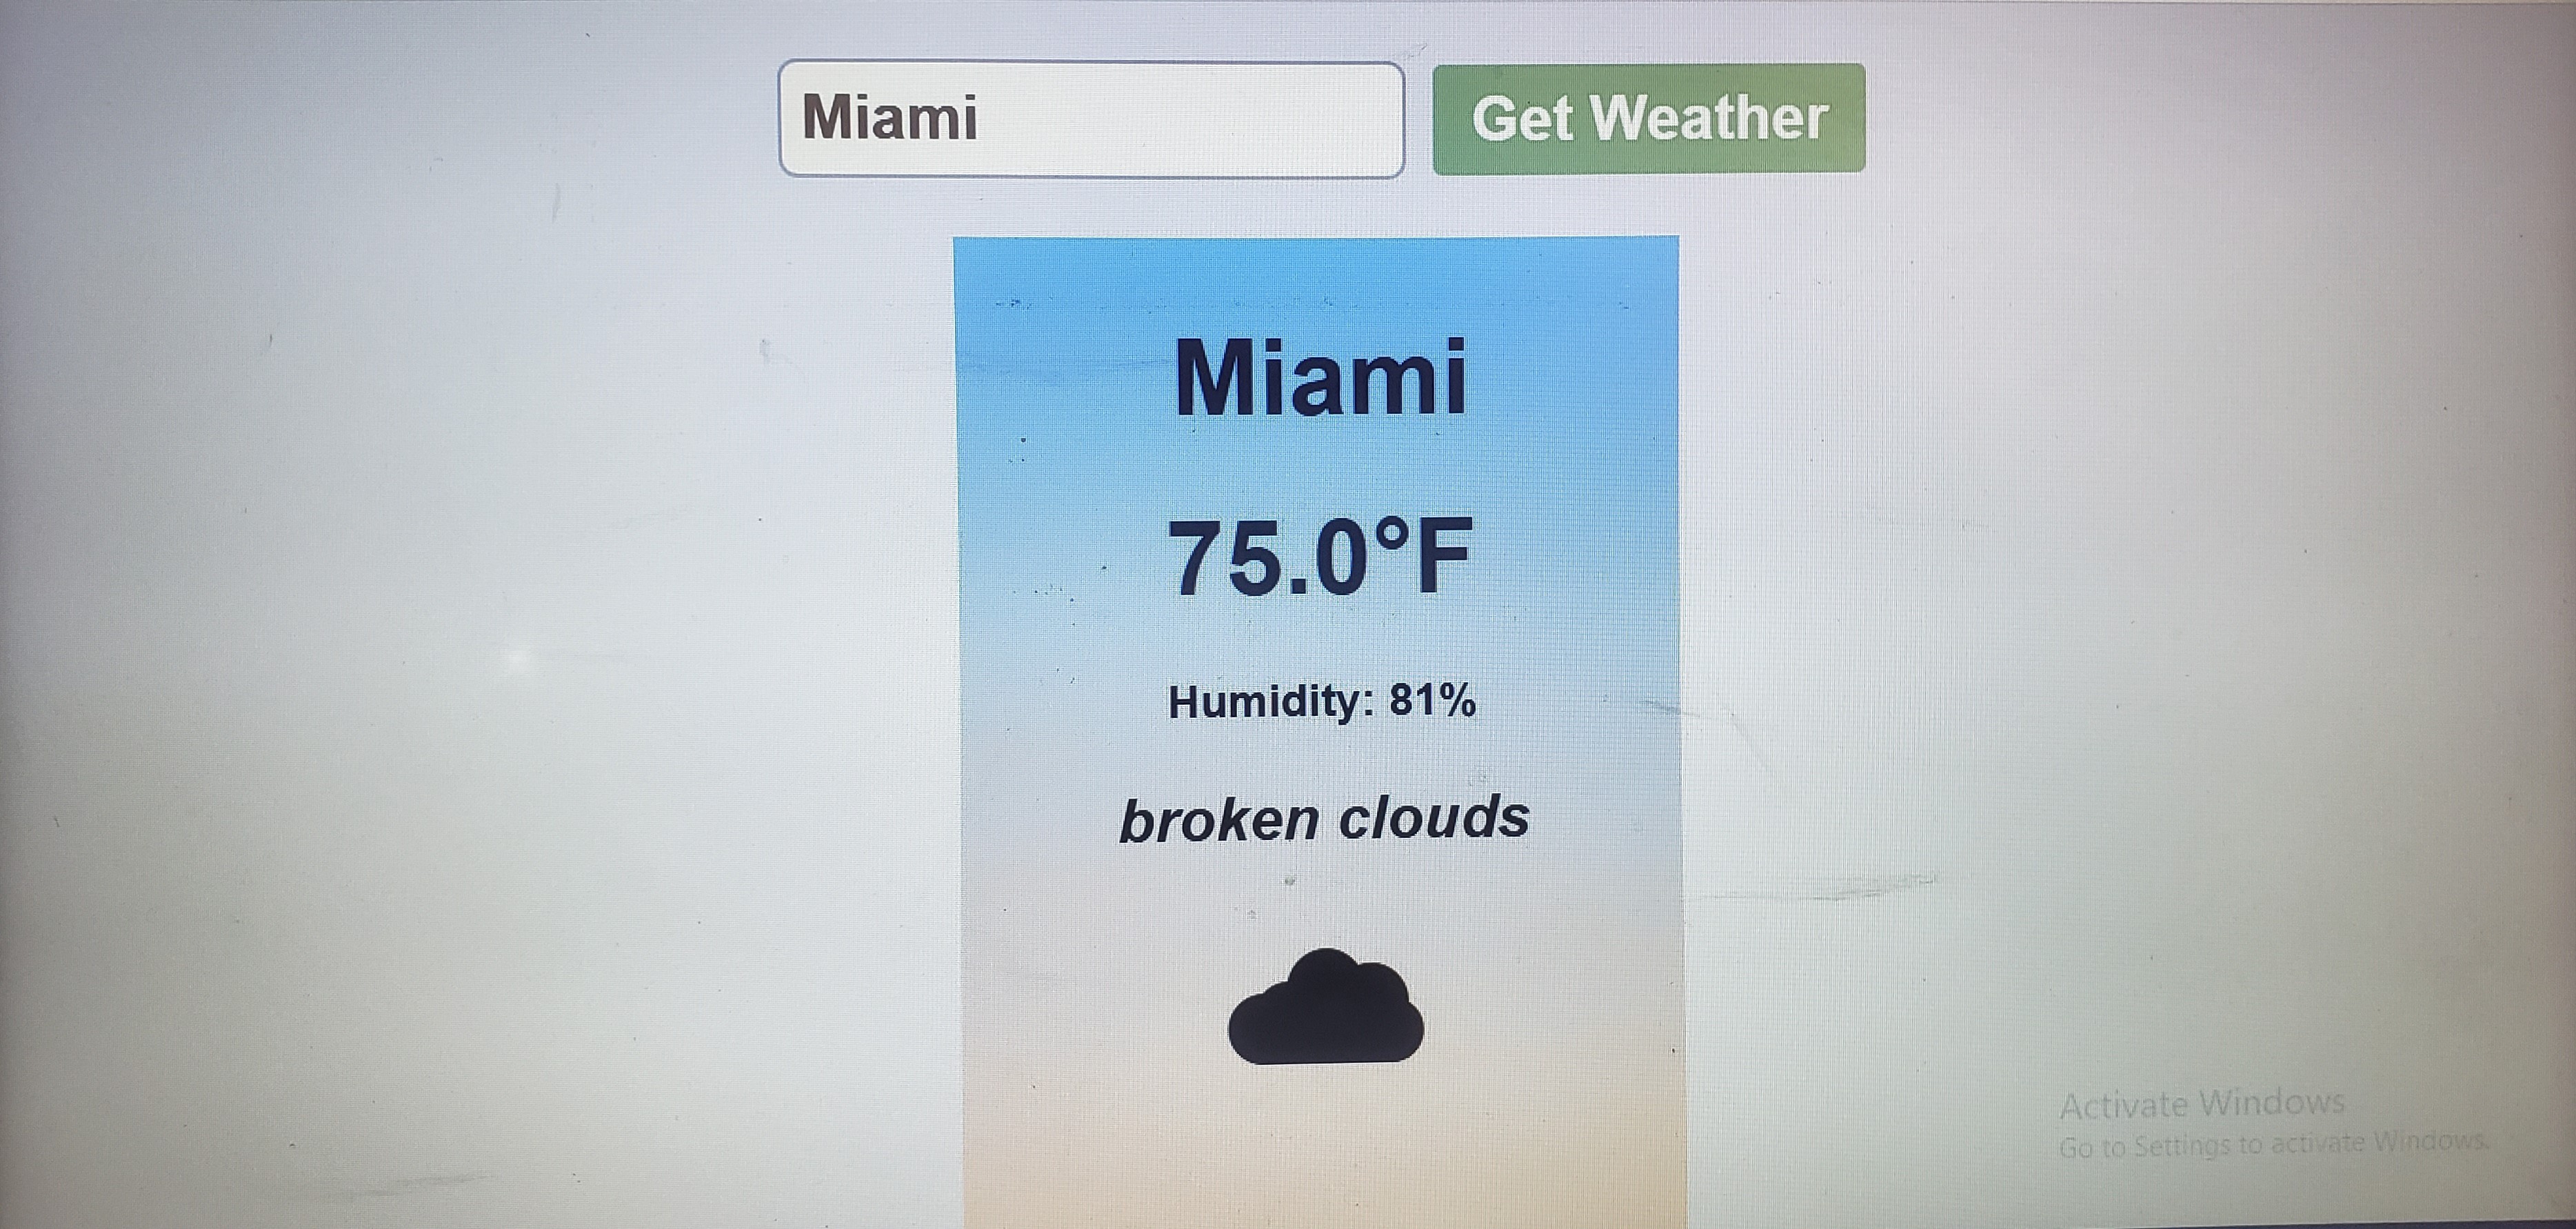 Miami
Get Weather
Miami
75.0°F
Humidity: 81%
broken clouds
Activate Windows
Go to Settings to activate Windows.